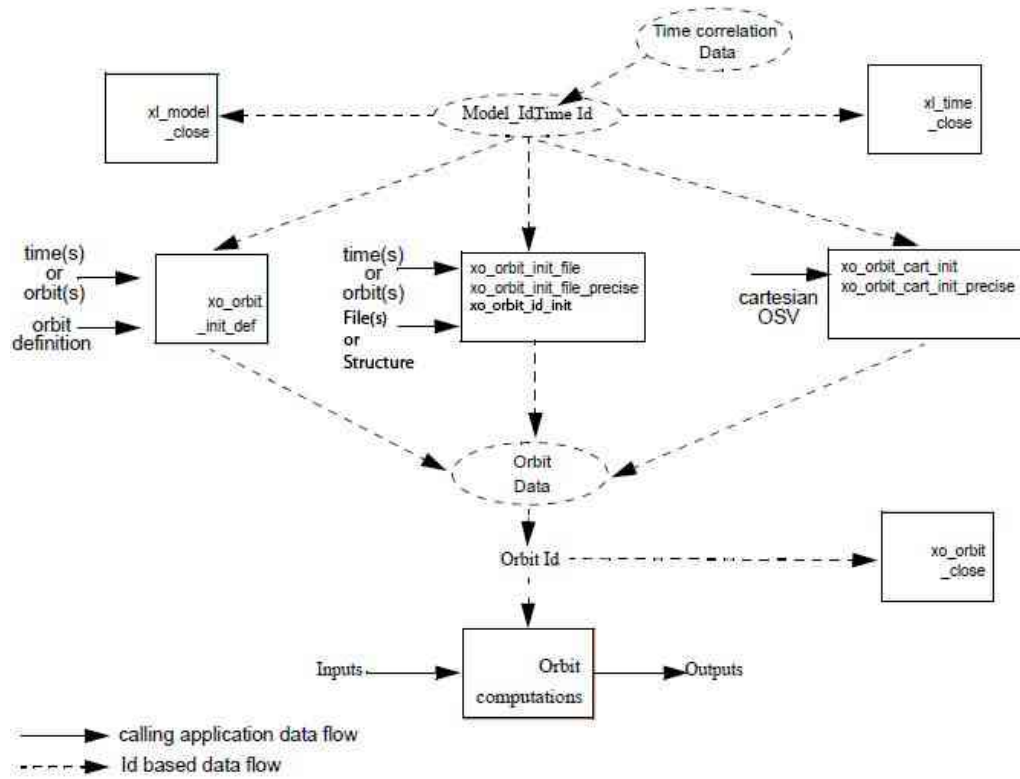 Time correlation
Data
xl_model
_close
Model_IdTime Id
xl_time
_close
time(s)
or
orbit(s)
orbit
definition
xo_orbit
_init_def
time(s)
or
orbit(s)
File(s)
or
Structure
xo_orbit_init_file
xo_orbit_init_file_precise
xo_orbit_id_init
cartesian
OSV
xo_orbit_cart_init
xo_orbit_cart_init_precise
Orbit
Data
Orbit Id
xo_orbit
_close
Inputs
Orbit
computations
Outputs
calling application data flow
Id based data flow